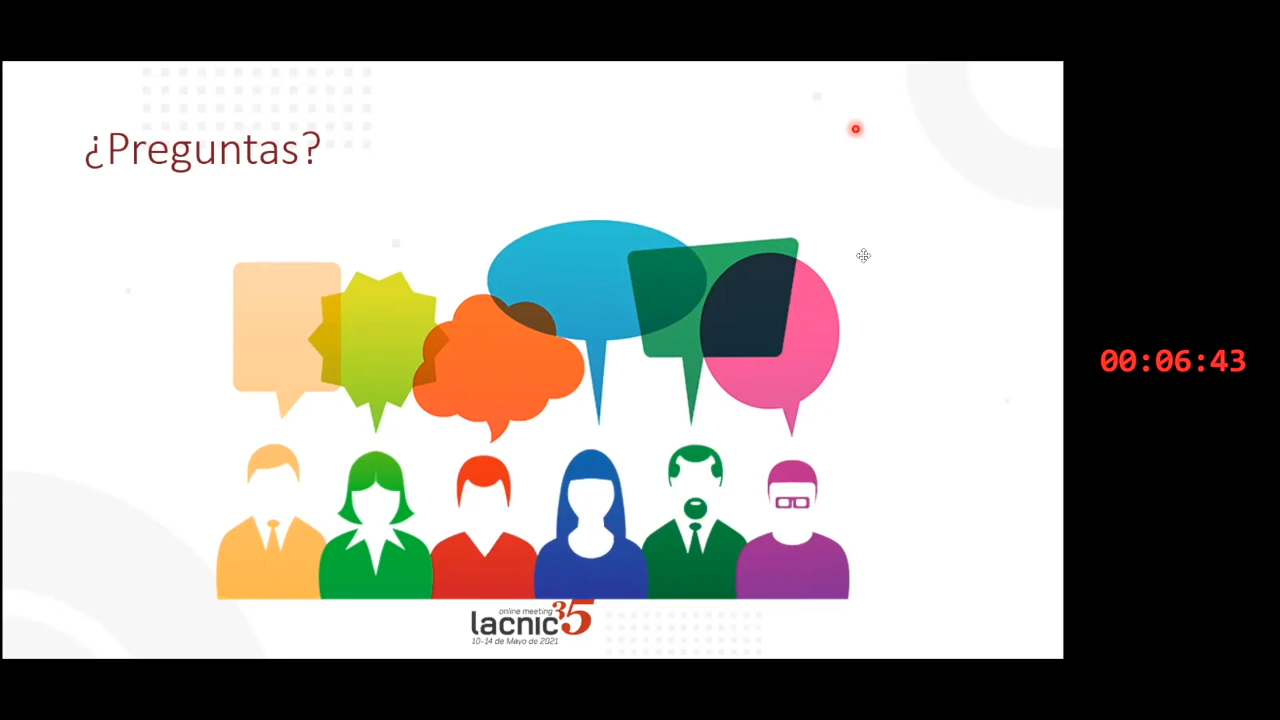 ¿Preguntas?
00:06:43
online meeting
lacnic35
10-14 de Mayo de 2021